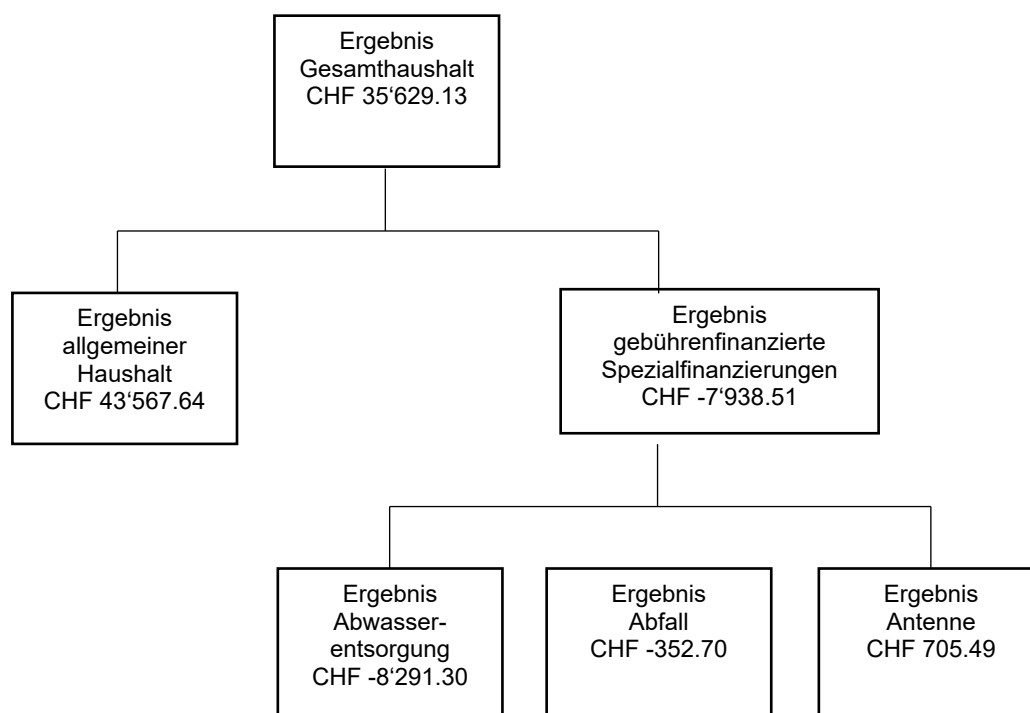 Ergebnis
Gesamthaushalt
CHF 35‘629.13
Ergebnis
allgemeiner
Haushalt
CHF 43‘567.64
Ergebnis
gebührenfinanzierte
Spezialfinanzierungen
CHF -7‘938.51
Ergebnis
Abwasser-
entsorgung
CHF -8‘291.30
Ergebnis
Abfall
CHF -352.70
Ergebnis
Antenne
CHF 705.49